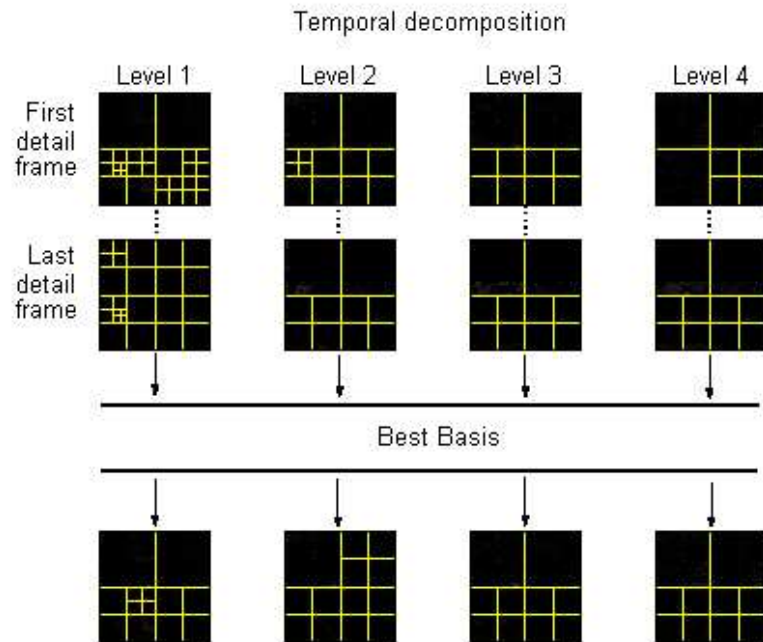 Temporal decomposition
Level 1 Level 2 Level 3 Level 4
First
detail
frame
Last
detail
frame
Best Basis